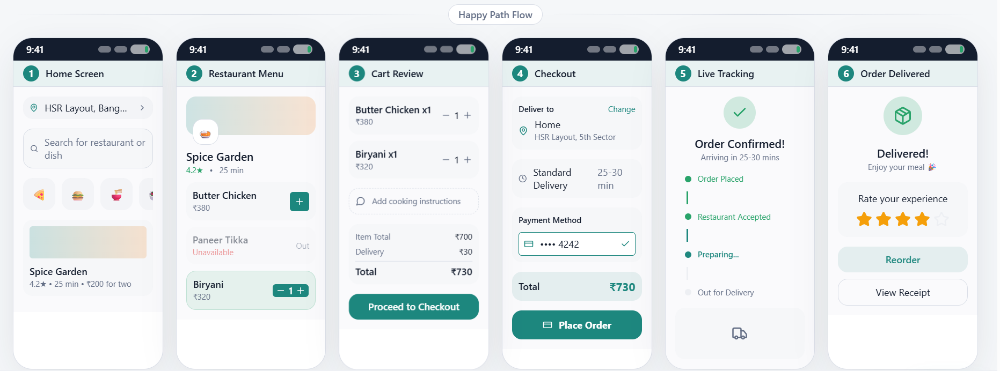 Happy Path Flow
9:41
1 Home Screen
HSR Layout, Bang...
Search for restaurant or
dish
Spice Garden
4.2★ • 25 min • ₹200 for two
9:41
2 Restaurant Menu
Spice Garden
4.2★ • 25 min
Butter Chicken
₹380
+
Paneer Tikka
Unavailable
Out
Biryani
₹320
− 1 +
9:41
3 Cart Review
Butter Chicken x1
₹380
− 1 +
Biryani x1
₹320
− 1 +
Add cooking instructions
Item Total ₹700
Delivery ₹30
Total ₹730
Proceed to Checkout
9:41
4 Checkout
Deliver to Change
Home
HSR Layout, 5th Sector
Standard 25-30
Delivery min
Payment Method
•••• 4242
Total ₹730
Place Order
9:41
5 Live Tracking
Order Confirmed!
Arriving in 25-30 mins
Order Placed
Restaurant Accepted
Preparing...
Out for Delivery
9:41
6 Order Delivered
Delivered!
Enjoy your meal 🎉
Rate your experience
Reorder
View Receipt